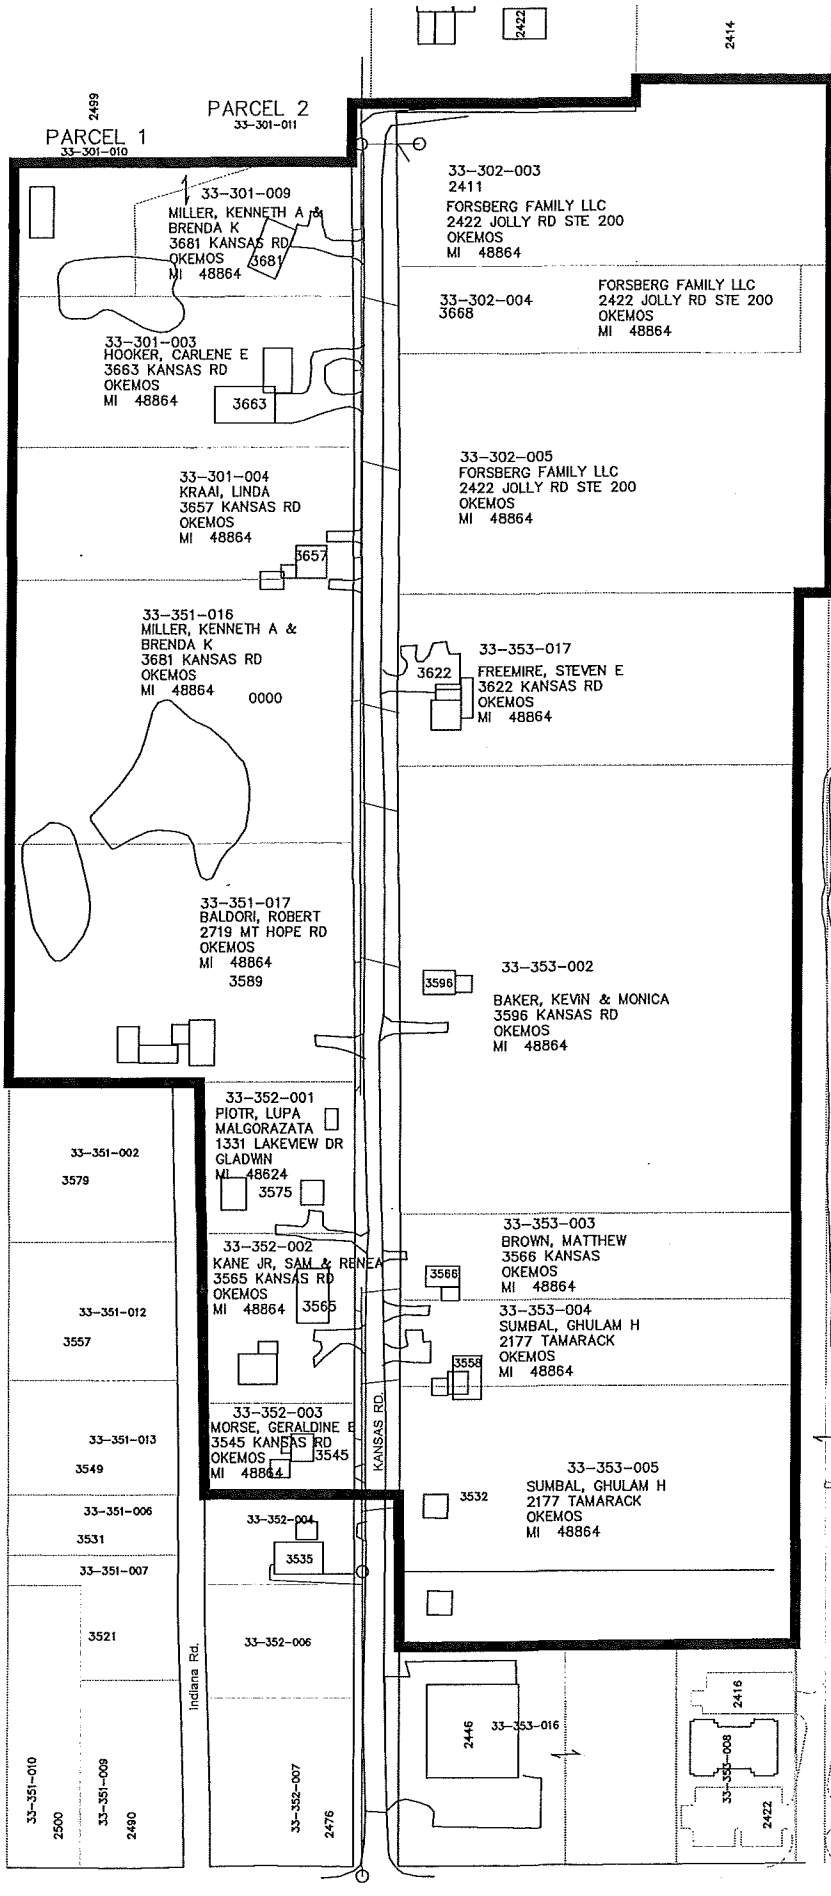 2422
2414
2499
PARCEL 1
33-301-010
PARCEL 2
33-301-011
33-301-009
MILLER, KENNETH A &
BRENDA K
3681 KANSAS RD
OKEMOS
MI 48864
3681
33-302-003
2411
FORSBERG FAMILY LLC
2422 JOLLY RD STE 200
OKEMOS
MI 48864
33-302-004
3668
FORSBERG FAMILY LLC
2422 JOLLY RD STE 200
OKEMOS
MI 48864
33-301-003
HOOKER, CARLENE E
3663 KANSAS RD
OKEMOS
MI 48864
3663
33-301-004
KRAAI, LINDA
3657 KANSAS RD
OKEMOS
MI 48864
3657
33-302-005
FORSBERG FAMILY LLC
2422 JOLLY RD STE 200
OKEMOS
MI 48864
33-351-016
MILLER, KENNETH A &
BRENDA K
3681 KANSAS RD
OKEMOS
MI 48864
0000
33-353-017
FREEMIRE, STEVEN E
3622 KANSAS RD
OKEMOS
MI 48864
3622
33-351-017
BALDORI, ROBERT
2719 MT HOPE RD
OKEMOS
MI 48864
3589
33-353-002
3596
BAKER, KEVIN & MONICA
3596 KANSAS RD
OKEMOS
MI 48864
33-352-001
PIOTR, LUPA
MALGORAZATA
1331 LAKEVIEW DR
GLADWIN
MI 48624
3575
33-351-002
3579
33-352-002
KANE JR, SAM & RENEA
3565 KANSAS RD
OKEMOS
MI 48864
3565
33-353-003
BROWN, MATTHEW
3566 KANSAS
OKEMOS
MI 48864
3566
33-351-012
3557
33-353-004
SUMBAL, GHULAM H
2177 TAMARACK
OKEMOS
MI 48864
3558
33-352-003
MORSE, GERALDINE E
3545 KANSAS RD
OKEMOS
MI 48864
3545
KANSAS RD.
33-351-013
3549
33-353-005
SUMBAL, GHULAM H
2177 TAMARACK
OKEMOS
MI 48864
3532
33-351-006
3531
33-352-004
3535
33-351-007
3521
33-352-006
Indiana Rd.
33-351-010
2500
33-351-009
2490
33-352-007
2476
2446
33-353-016
2416
33-353-008
2422